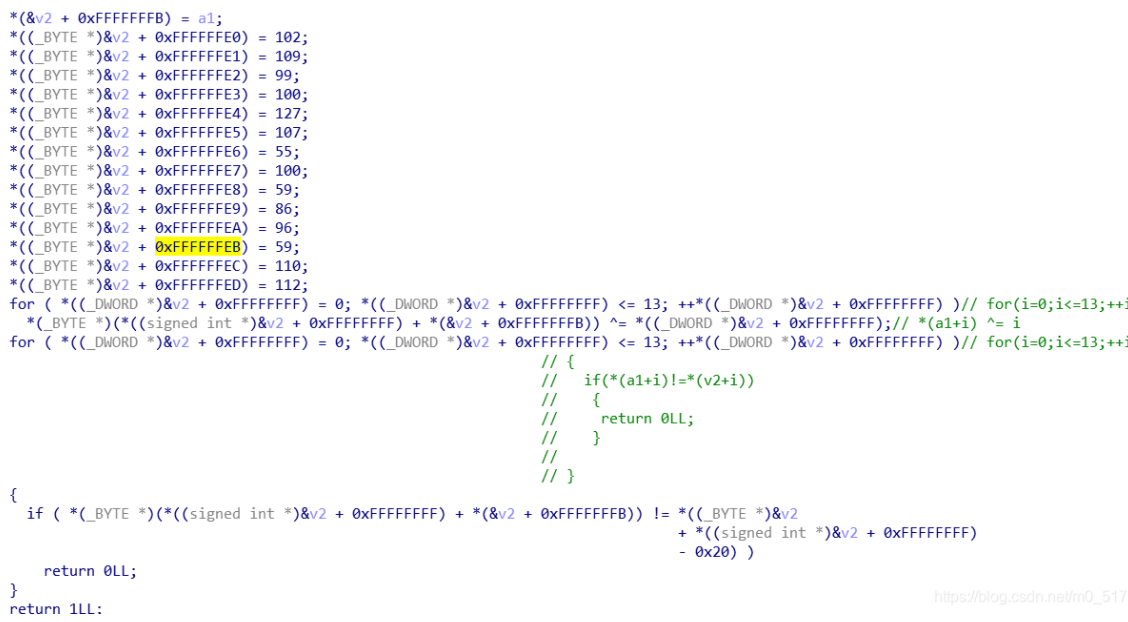 *(&v2 + 0xFFFFFFFB) = a1;
*((_BYTE *)&v2 + 0xFFFFFFE0) = 102;
*((_BYTE *)&v2 + 0xFFFFFFE1) = 109;
*((_BYTE *)&v2 + 0xFFFFFFE2) = 99;
*((_BYTE *)&v2 + 0xFFFFFFE3) = 100;
*((_BYTE *)&v2 + 0xFFFFFFE4) = 127;
*((_BYTE *)&v2 + 0xFFFFFFE5) = 107;
*((_BYTE *)&v2 + 0xFFFFFFE6) = 55;
*((_BYTE *)&v2 + 0xFFFFFFE7) = 100;
*((_BYTE *)&v2 + 0xFFFFFFE8) = 59;
*((_BYTE *)&v2 + 0xFFFFFFE9) = 86;
*((_BYTE *)&v2 + 0xFFFFFFEA) = 96;
*((_BYTE *)&v2 + 0xFFFFFFEB) = 59;
*((_BYTE *)&v2 + 0xFFFFFFEC) = 110;
*((_BYTE *)&v2 + 0xFFFFFFED) = 112;
for ( *((_DWORD *)&v2 + 0xFFFFFFFF) = 0; *((_DWORD *)&v2 + 0xFFFFFFFF) <= 13; ++*((_DWORD *)&v2 + 0xFFFFFFFF) )// for(i=0;i<=13;++i
*(_BYTE *)(*((signed int *)&v2 + 0xFFFFFFFF) + *(&v2 + 0xFFFFFFFB)) ^= *((_DWORD *)&v2 + 0xFFFFFFFF);// *(a1+i) ^= i
for ( *((_DWORD *)&v2 + 0xFFFFFFFF) = 0; *((_DWORD *)&v2 + 0xFFFFFFFF) <= 13; ++*((_DWORD *)&v2 + 0xFFFFFFFF) )// for(i=0;i<=13;++i
// {
// if(*(a1+i)!=*(v2+i))
// {
// return 0LL;
// }
//
// }
{
if ( *(_BYTE *)(*((signed int *)&v2 + 0xFFFFFFFF) + *(&v2 + 0xFFFFFFFB)) != *((_BYTE *)&v2
+ *((signed int *)&v2 + 0xFFFFFFFF)
- 0x20) )
return 0LL;
}
return 1LL;
https://blog.csdn.net/m0_517